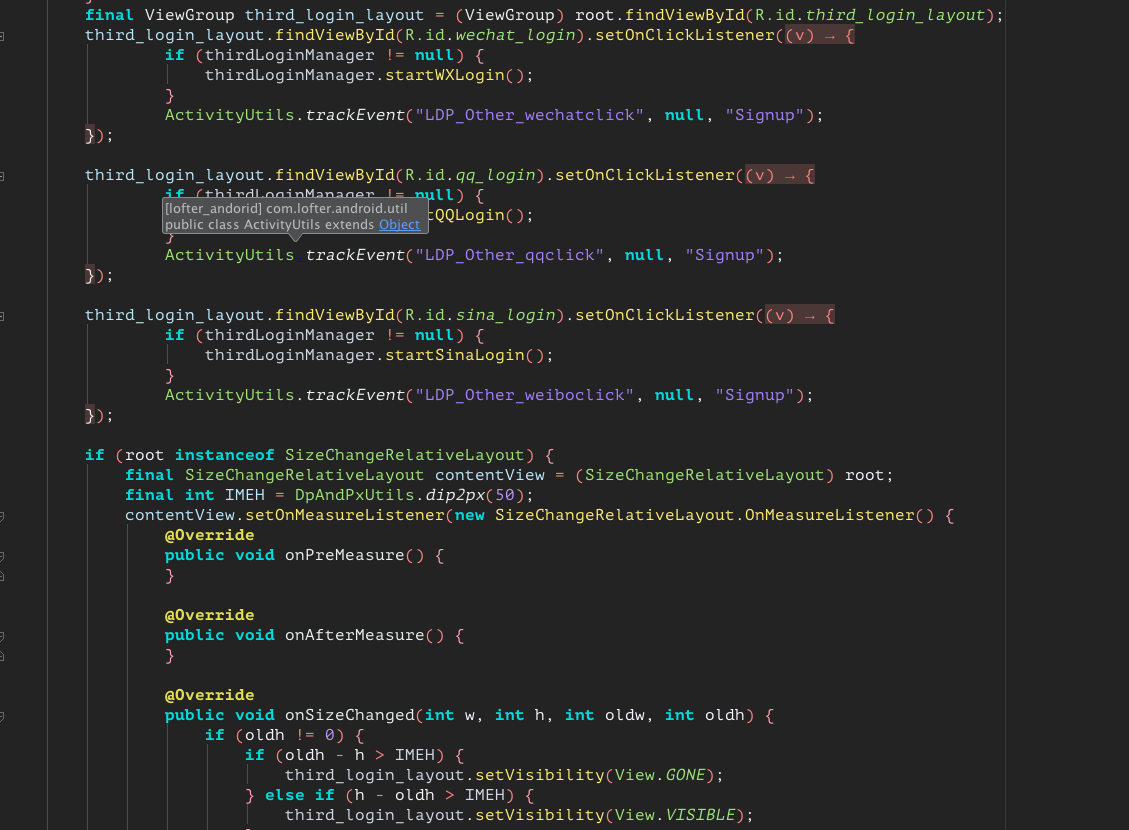 final ViewGroup third_login_layout = (ViewGroup) root.findViewById(R.id.third_login_layout);
third_login_layout.findViewById(R.id.wechat_login).setOnClickListener((v) → {
if (thirdLoginManager != null) {
thirdLoginManager.startWXLogin();
}
ActivityUtils.trackEvent("LDP_Other_wechatclick", null, "Signup");
});
third_login_layout.findViewById(R.id.qq_login).setOnClickListener((v) → {
if (thirdLoginManager != null) {
[lofter_andorid] com.lofter.android.util
tQQLogin();
public class ActivityUtils extends Object
}
ActivityUtils trackEvent("LDP_Other_qqclick", null, "Signup");
});
third_login_layout.findViewById(R.id.sina_login).setOnClickListener((v) → {
if (thirdLoginManager != null) {
thirdLoginManager.startSinaLogin();
}
ActivityUtils.trackEvent("LDP_Other_weiboclick", null, "Signup");
});
if (root instanceof SizeChangeRelativeLayout) {
final SizeChangeRelativeLayout contentView = (SizeChangeRelativeLayout) root;
final int IMEH = DpAndPxUtils.dip2px(50);
contentView.setOnMeasureListener(new SizeChangeRelativeLayout.OnMeasureListener() {
@Override
public void onPreMeasure() {
}
@Override
public void onAfterMeasure() {
}
@Override
public void onSizeChanged(int w, int h, int oldw, int oldh) {
if (oldh != 0) {
if (oldh - h > IMEH) {
third_login_layout.setVisibility(View.GONE);
} else if (h - oldh > IMEH) {
third_login_layout.setVisibility(View.VISIBLE);